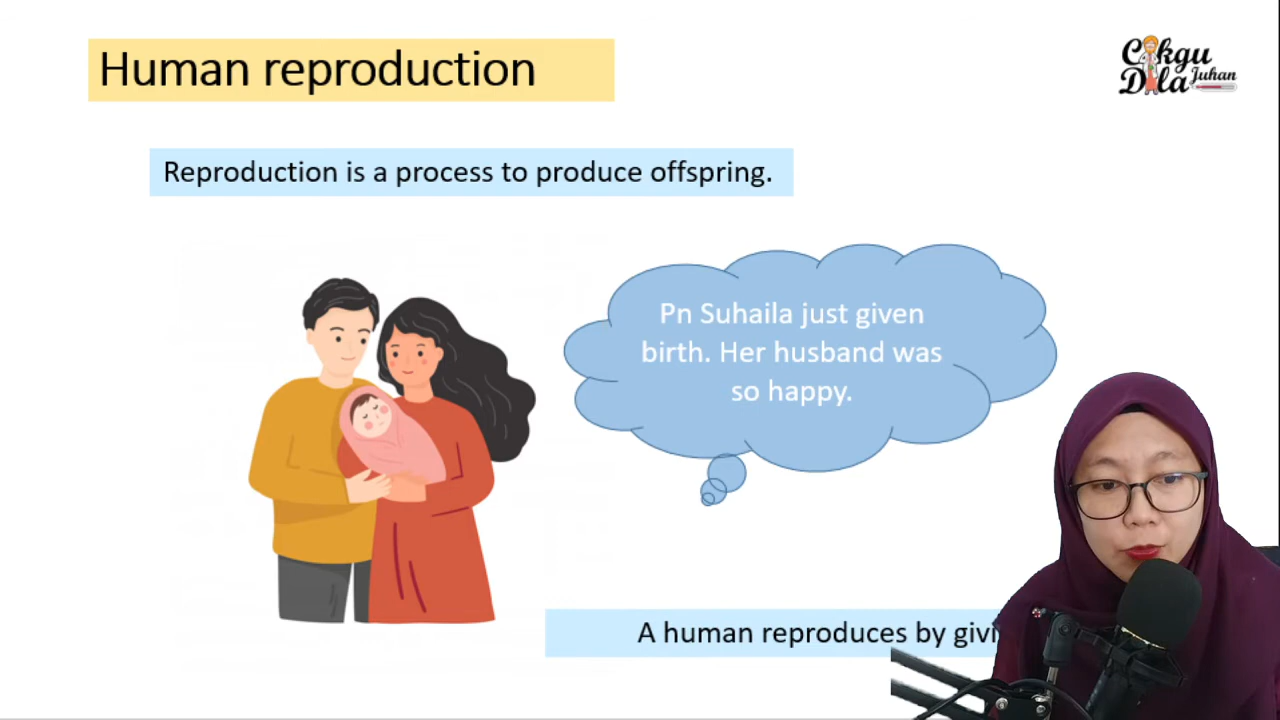 Human reproduction
Cikgu
Dila Juhan
Reproduction is a process to produce offspring.
Pn Suhaila just given
birth. Her husband was
so happy.
A human reproduces by